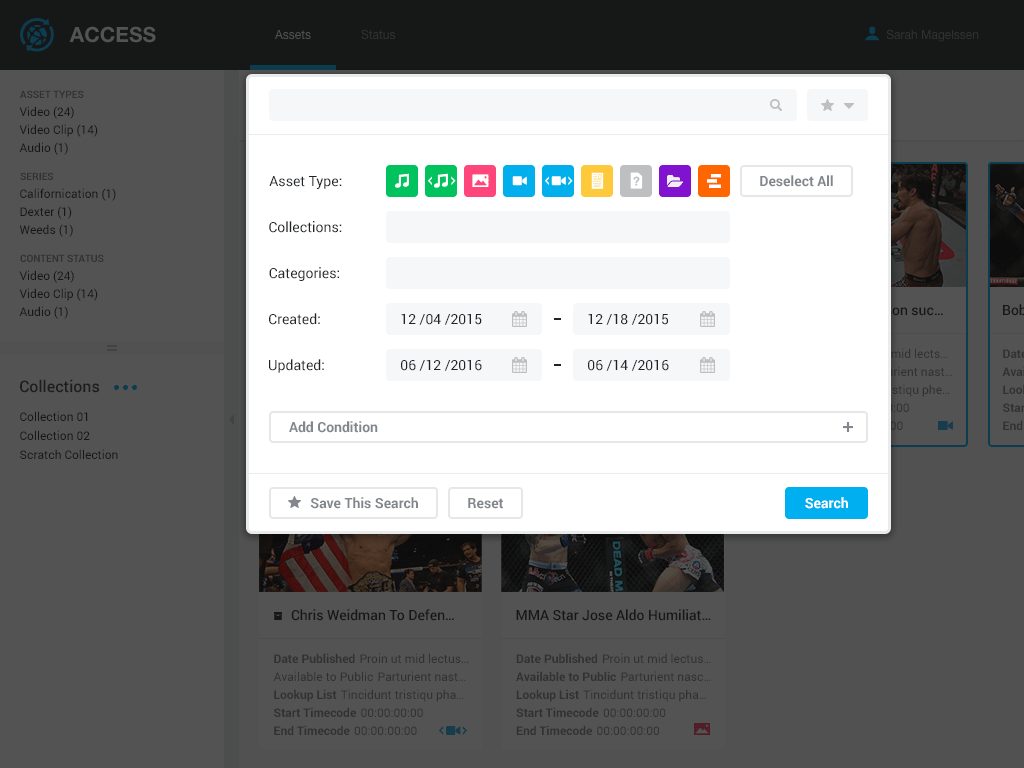 ACCESS
Assets
Status
Sarah Magelssen
ASSET TYPES
Video (24)
Video Clip (14)
Audio (1)
SERIES
Californication (1)
Dexter (1)
Weeds (1)
CONTENT STATUS
Video (24)
Video Clip (14)
Audio (1)
Collections
Collection 01
Collection 02
Scratch Collection
Asset Type:
?
Deselect All
Collections:
Categories:
Created:
12 /04 /2015
–
12 /18 /2015
Updated:
06 /12 /2016
–
06 /14 /2016
Add Condition
+
Save This Search
Reset
Search
on suc...
mid lects...
rient nast...
stiqu phe...
:00
00
Bob
Date
Avai
Look
Star
End
DEAD M
Chris Weidman To Defen...
Date Published Proin ut mid lectus...
Available to Public Parturient nast...
Lookup List Tincidunt tristiqu pha...
Start Timecode 00:00:00:00
End Timecode 00:00:00:00
MMA Star Jose Aldo Humiliat...
Date Published Proin ut mid lectus...
Available to Public Parturient nasc...
Lookup List Tincidunt tristiqu pha...
Start Timecode 00:00:00:00
End Timecode 00:00:00:00